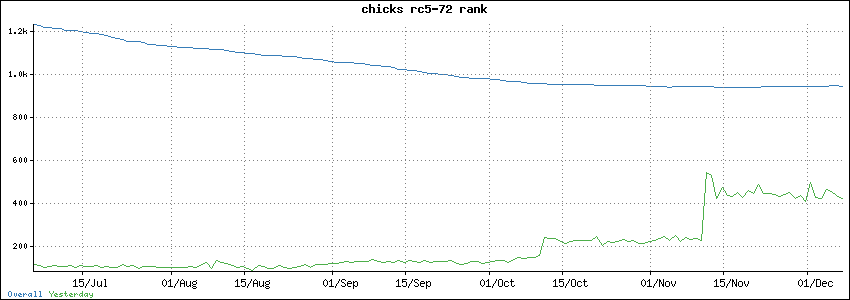 chicks rc5-72 rank
1.2k
1.0k
800
600
400
200
15/Jul 01/Aug 15/Aug 01/Sep 15/Sep 01/Oct 15/Oct 01/Nov 15/Nov 01/Dec
Overall Yesterday